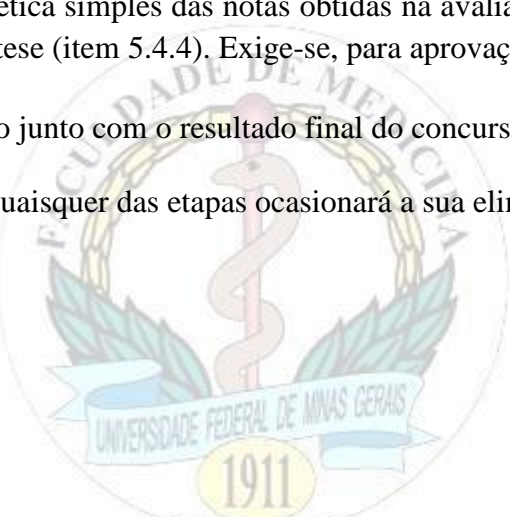 ética simples das notas obtidas na avalia
tese (item 5.4.4). Exige-se, para aprovaç
FACULDADE DE MEDICINA
o junto com o resultado final do concurs
uaisquer das etapas ocasionará a sua elir
UNIVERSIDADE FEDERAL DE MINAS GERAIS
1911